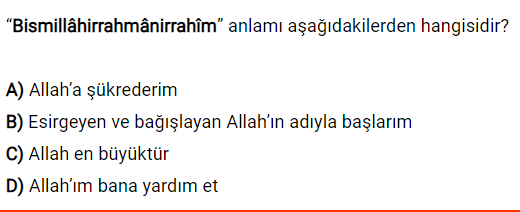 “Bismillâhirrahmânirrahîm” anlamı aşağıdakilerden hangisidir?
A) Allah’a şükrederim
B) Esirgeyen ve bağışlayan Allah’ın adıyla başlarım
C) Allah en büyüktür
D) Allah’ım bana yardım et